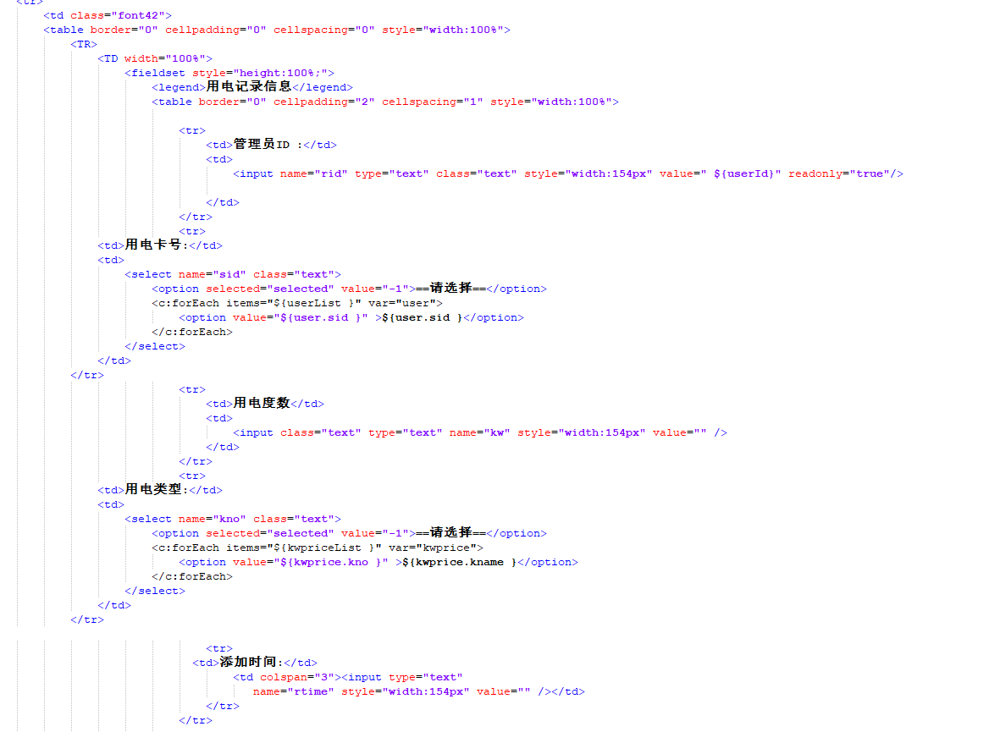 <tr>
<td class="font42">
<table border="0" cellpadding="0" cellspacing="0" style="width:100%">
<TR>
<TD width="100%">
<fieldset style="height:100%;">
<legend>用电记录信息</legend>
<table border="0" cellpadding="2" cellspacing="1" style="width:100%">
<tr>
<td>管理员ID :</td>
<td>
<input name="rid" type="text" class="text" style="width:154px" value=" ${userId}" readonly="true"/>
</td>
</tr>
<tr>
<td>用电卡号:</td>
<td>
<select name="sid" class="text">
<option selected="selected" value="-1">==请选择==</option>
<c:forEach items="${userList }" var="user">
<option value="${user.sid }" >${user.sid }</option>
</c:forEach>
</select>
</td>
</tr>
<tr>
<td>用电度数</td>
<td>
<input class="text" type="text" name="kw" style="width:154px" value="" />
</td>
</tr>
<tr>
<td>用电类型:</td>
<td>
<select name="kno" class="text">
<option selected="selected" value="-1">==请选择==</option>
<c:forEach items="${kwpriceList }" var="kwprice">
<option value="${kwprice.kno }" >${kwprice.kname }</option>
</c:forEach>
</select>
</td>
</tr>
<tr>
<td>添加时间:</td>
<td colspan="3"><input type="text"
name="rtime" style="width:154px" value="" /></td>
</tr>
</tr>